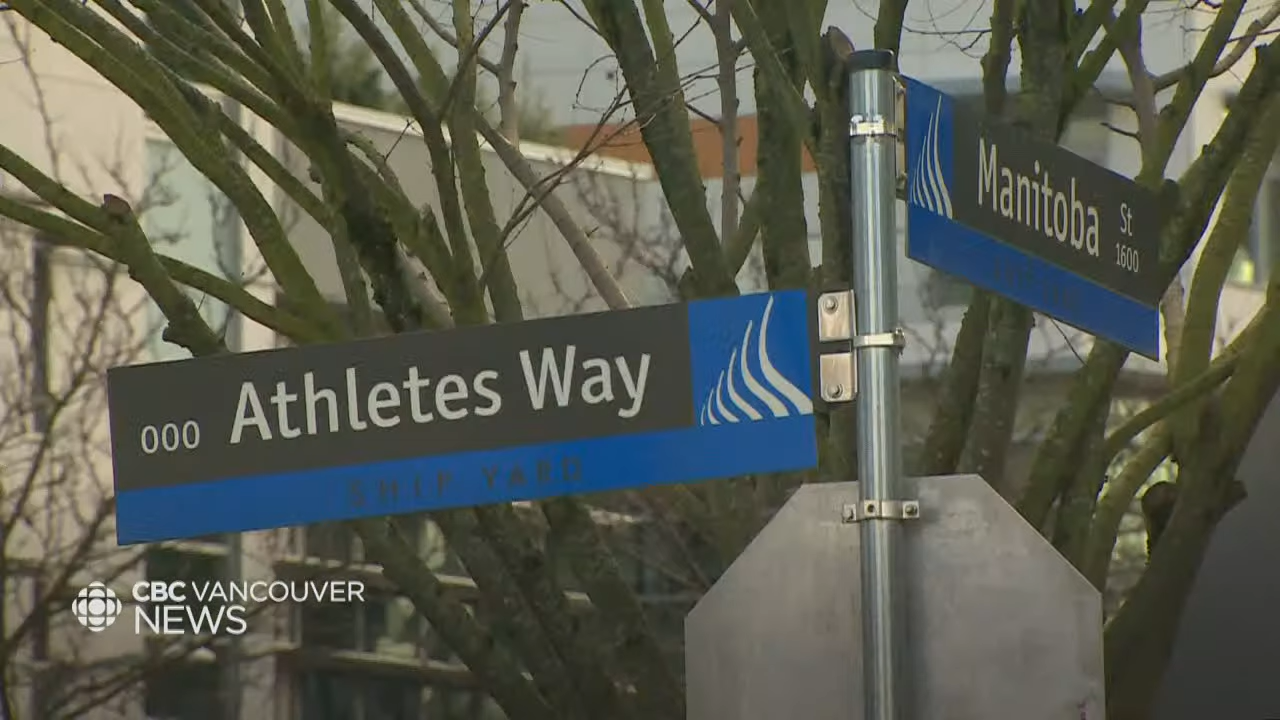 Manitoba St
1600
000 Athletes Way
SHIP YARD
CBC VANCOUVER
NEWS